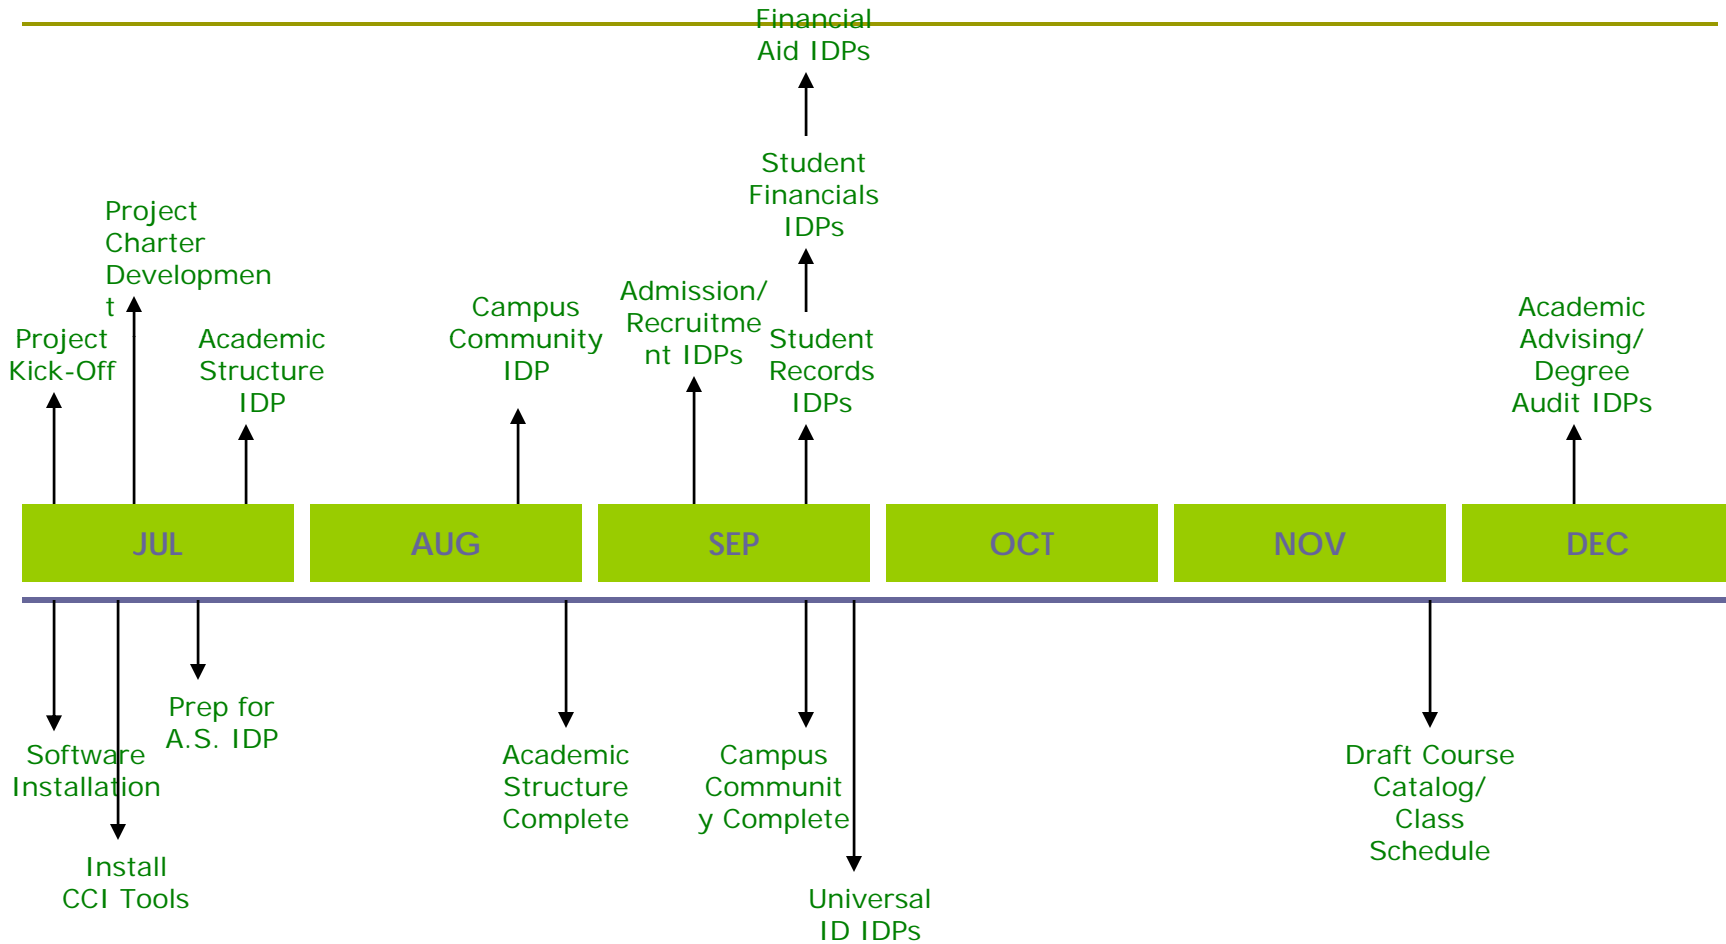 Financial
Aid IDPs
Student
Financials
IDPs
Project
Charter
Developmen
t
Project
Kick-Off
Academic
Structure
IDP
Campus
Community
IDP
Admission/
Recruitme
nt IDPs
Student
Records
IDPs
Academic
Advising/
Degree
Audit IDPs
JUL
AUG
SEP
OCT
NOV
DEC
Software
Installation
Install
CCI Tools
Prep for
A.S. IDP
Academic
Structure
Complete
Campus
Communit
y Complete
Universal
ID IDPs
Draft Course
Catalog/
Class
Schedule